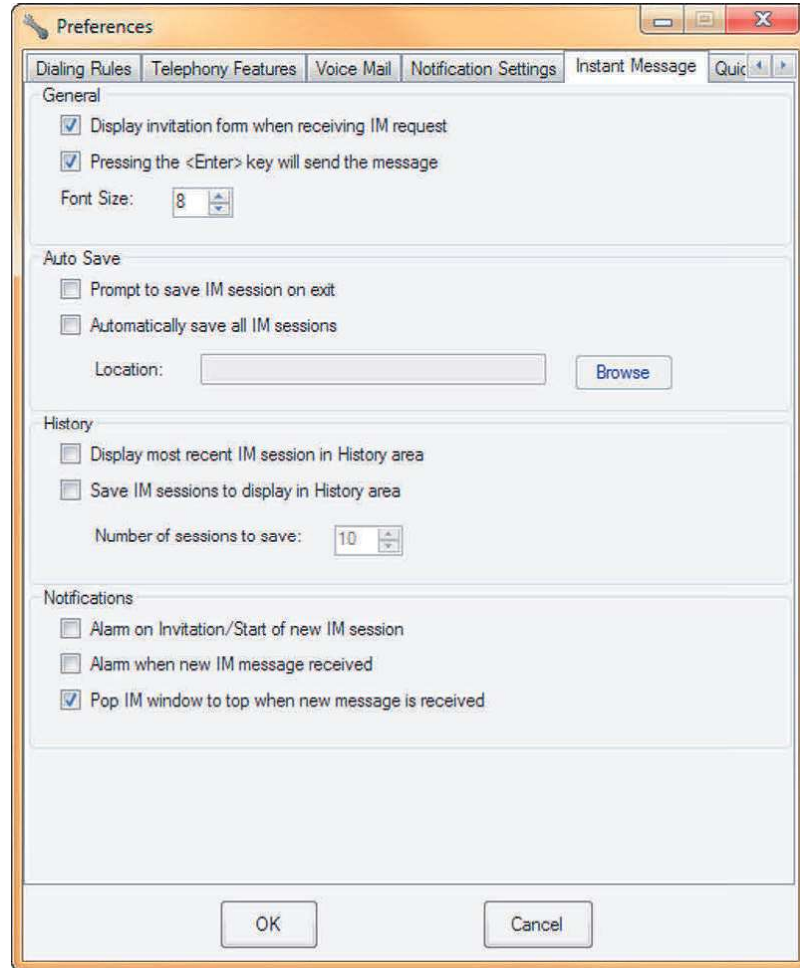 Preferences
Dialing Rules Telephony Features Voice Mail Notification Settings Instant Message Quic
General
Display invitation form when receiving IM request
Pressing the <Enter> key will send the message
Font Size: 8
Auto Save
Prompt to save IM session on exit
Automatically save all IM sessions
Location: Browse
History
Display most recent IM session in History area
Save IM sessions to display in History area
Number of sessions to save: 10
Notifications
Alarm on Invitation/Start of new IM session
Alarm when new IM message received
Pop IM window to top when new message is received
OK Cancel